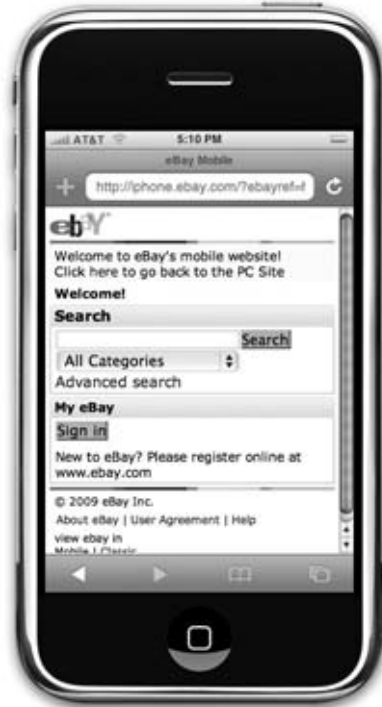 AT&T 5:10 PM
eBay Mobile
http://iphone.ebay.com/?ebayref=f
ebY
Welcome to eBay's mobile website!
Click here to go back to the PC Site
Welcome!
Search
Search
All Categories
Advanced search
My eBay
Sign in
New to eBay? Please register online at
www.ebay.com
© 2009 eBay Inc.
About eBay | User Agreement | Help
view ebay in
Mobile | Classic